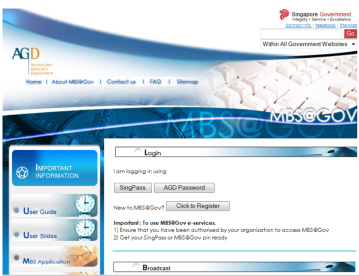 Singapore Government
Integrity • Service • Excellence
Contact Info | Feedback | Site Map
Go
Within All Government Websites
AGD
Accountant-General's Department
Home | About MBS@Gov | Contact us | FAQ | Sitemap
MBS@GOV
MBS@G
IMPORTANT INFORMATION
User Guide
User Slides
MBS Application
Login
I am logging in using
SingPass
AGD Password
New to MBS@Gov?
Click to Register
Important : To use MBS@Gov e-services,
1) Ensure that you have been authorised by your organisation to access MBS@Gov
2) Get your SingPass or MBS@Gov pin ready
Broadcast